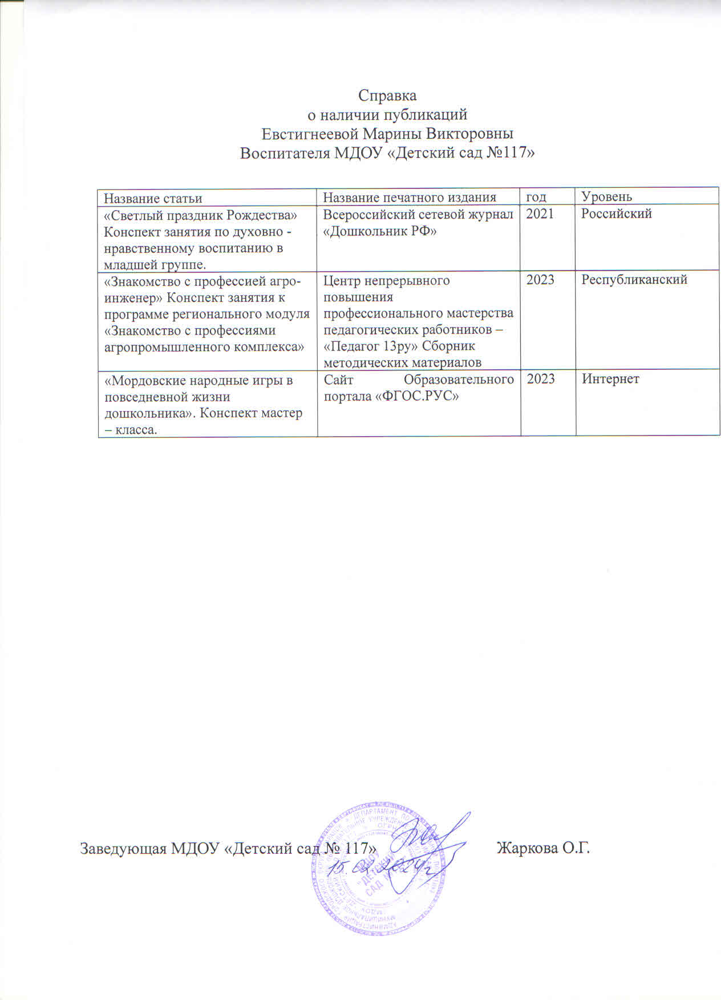 Справка
о наличии публикаций
Евстигнеевой Марины Викторовны
Воспитателя МДОУ «Детский сад №117»
Название статьи
Название печатного издания
год
Уровень
«Светлый праздник Рождества»
Конспект занятия по духовно -
нравственному воспитанию в
младшей группе.
Всероссийский сетевой журнал
«Дошкольник РФ»
2021
Российский
«Знакомство с профессией агро-
инженер» Конспект занятия к
программе регионального модуля
«Знакомство с профессиями
агропромышленного комплекса»
Центр непрерывного
повышения
профессионального мастерства
педагогических работников –
«Педагог 13ру» Сборник
методических материалов
2023
Республиканский
«Мордовские народные игры в
повседневной жизни
дошкольника». Конспект мастер
– класса.
Сайт Образовательного
портала «ФГОС.РУС»
2023
Интернет
Заведующая МДОУ «Детский сад № 117»
Жаркова О.Г.
15.02.2024г
МДОУ
"ДЕТСКИЙ
САД